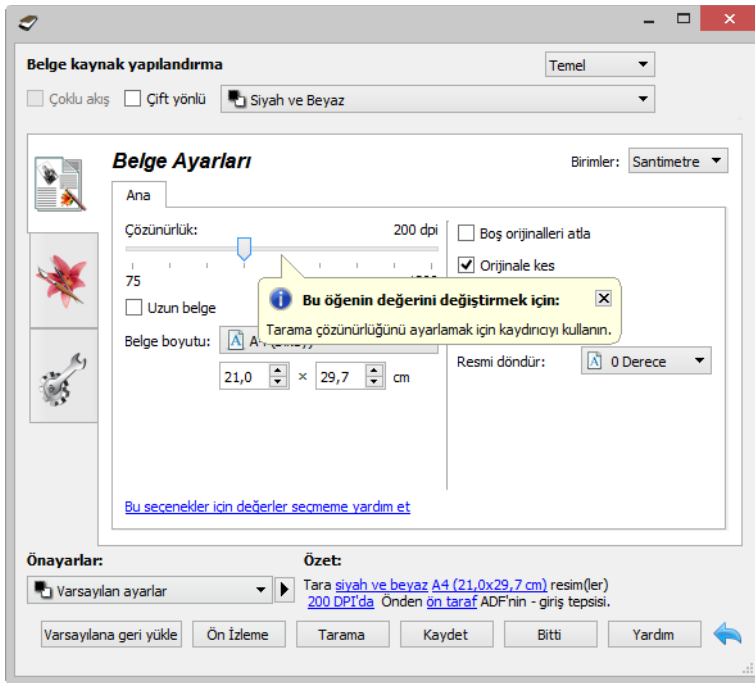 Belge kaynak yapılandırma
Temel
Çoklu akış
Çift yönlü
Siyah ve Beyaz
Belge Ayarları
Birimler: Santimetre
Ana
Çözünürlük: 200 dpi
75
Boş orijinalleri atla
Orijinale kes
Bu öğenin değerini değiştirmek için:
Tarama çözünürlüğünü ayarlamak için kaydırıcıyı kullanın.
Uzun belge
Belge boyutu:
21,0 × 29,7 cm
Resmi döndür: 0 Derece
Bu seçenekler için değerler seçmeme yardım et
Önayarlar:
Varsayılan ayarlar
Özet:
Tara siyah ve beyaz A4 (21,0x29,7 cm) resim(ler)
200 DPI'da Önden ön taraf ADF'nin - giriş tepsisi.
Varsayılana geri yükle Ön İzleme Tarama Kaydet Bitti Yardım